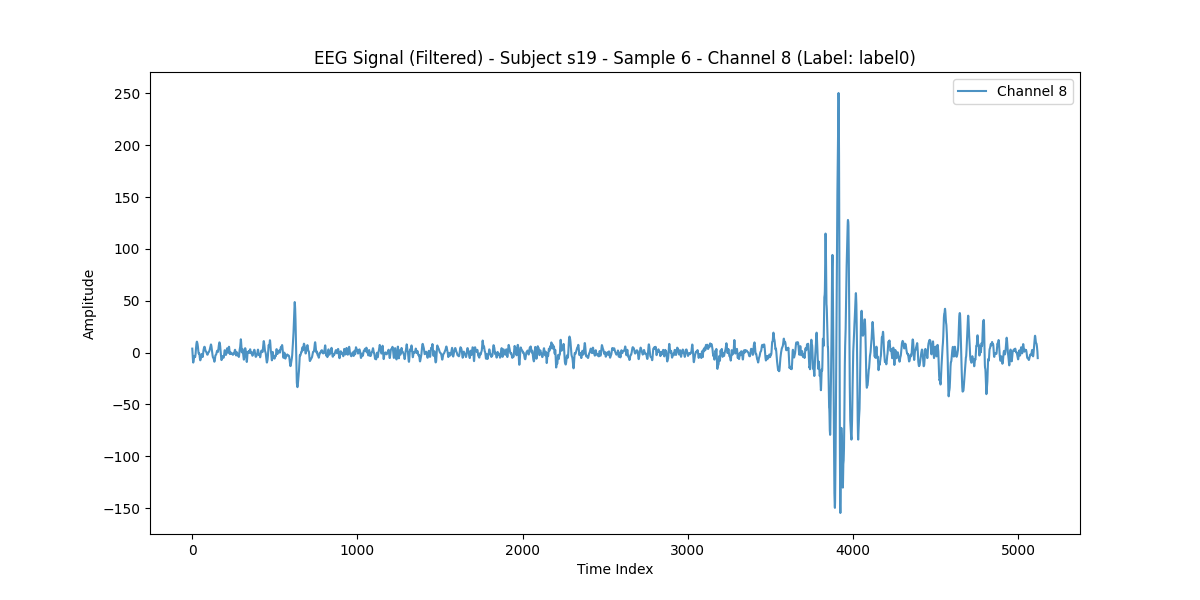 EEG Signal (Filtered) - Subject s19 - Sample 6 - Channel 8 (Label: label0)
Channel 8
250
200
150
100
50
0
−50
−100
−150
Amplitude
0 1000 2000 3000 4000 5000
Time Index